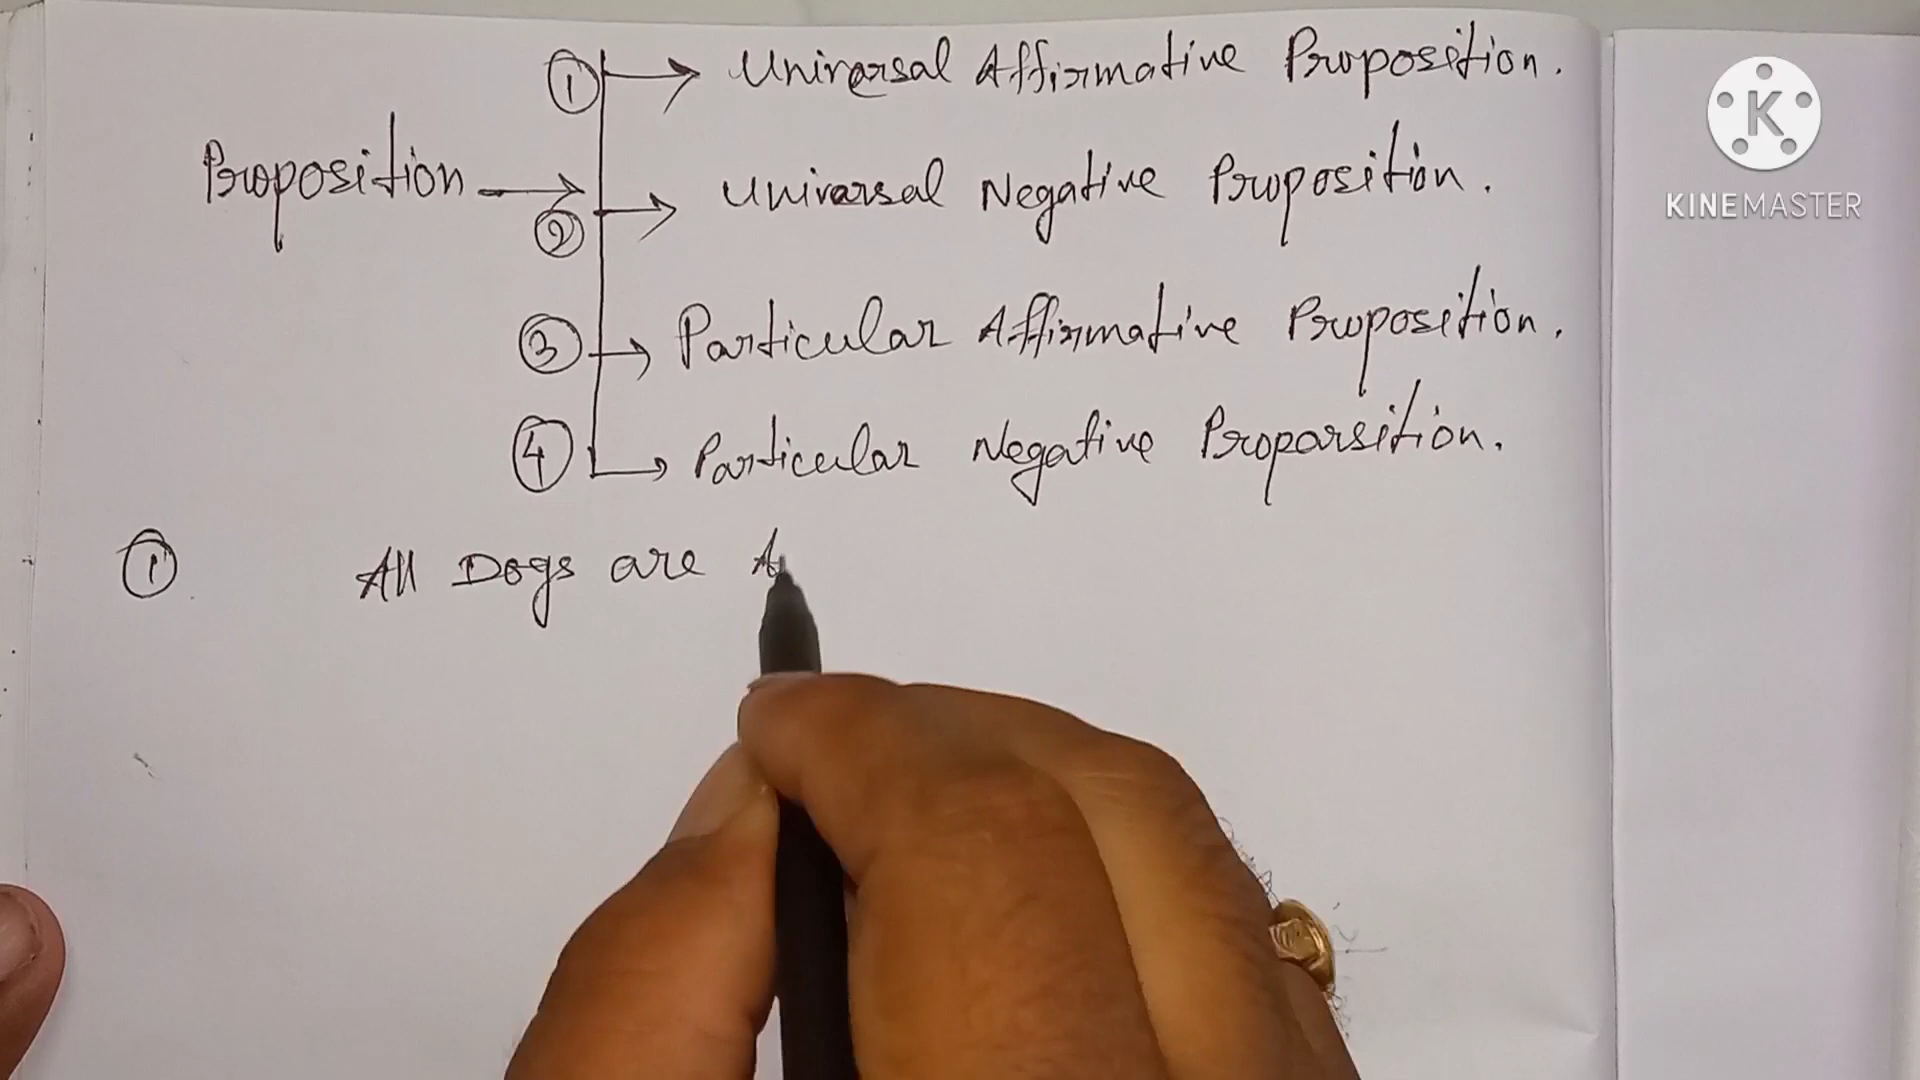 ① → Universal Affirmative Proposition.
Proposition →
② → Universal Negative Proposition.
③ → Particular Affirmative Proposition.
④ → Particular Negative Proparsition.
① All Dogs are A
K
KINEMASTER